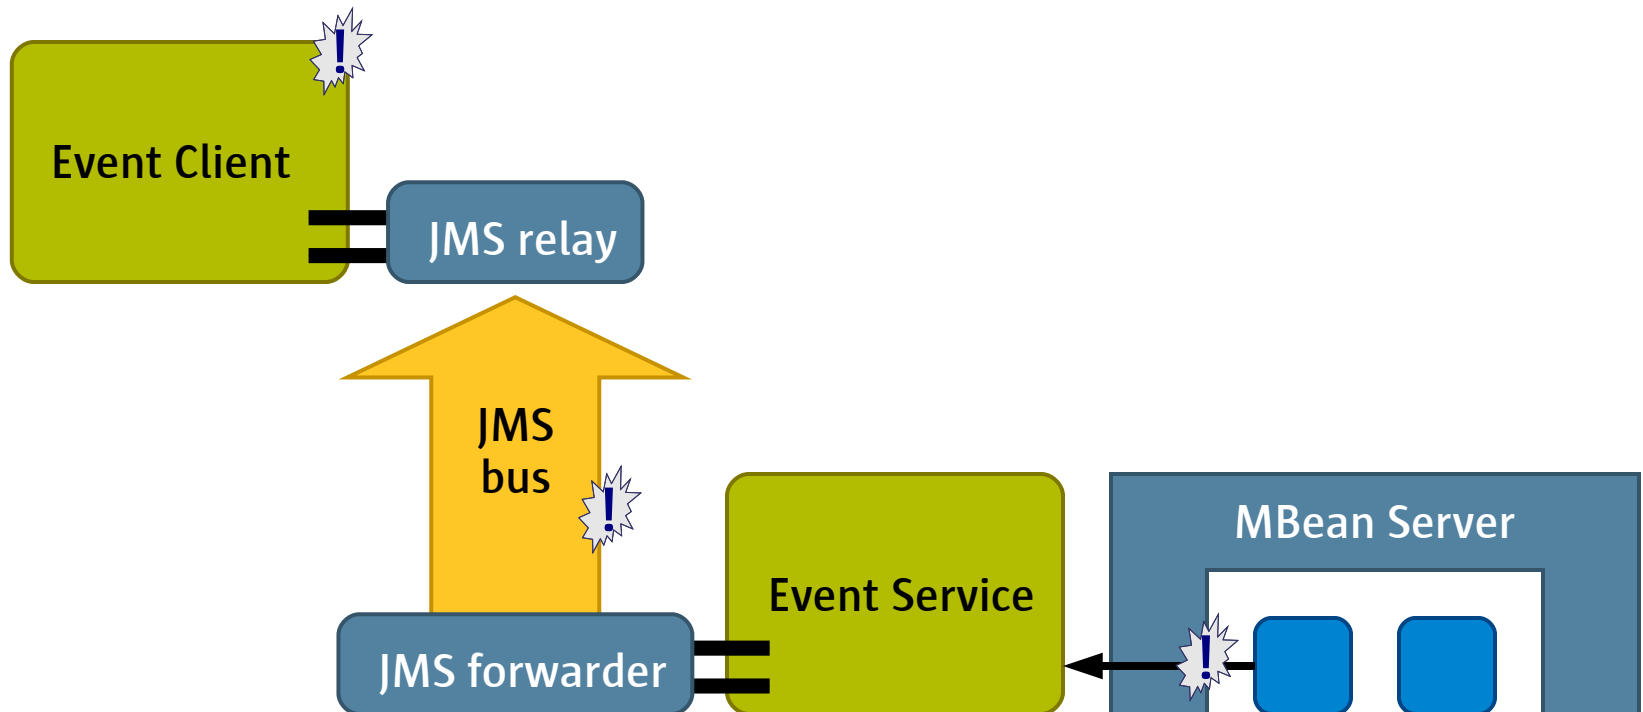 !
Event Client
JMS relay
JMS
bus
!
MBean Server
Event Service
!
JMS forwarder